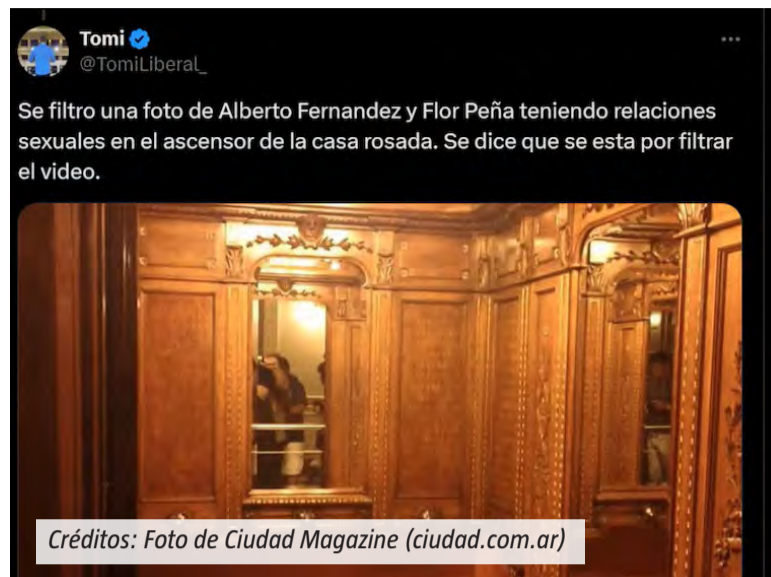 Tomi
@TomiLiberal_
Se filtro una foto de Alberto Fernandez y Flor Peña teniendo relaciones
sexuales en el ascensor de la casa rosada. Se dice que se esta por filtrar
el video.
Créditos: Foto de Ciudad Magazine (ciudad.com.ar)